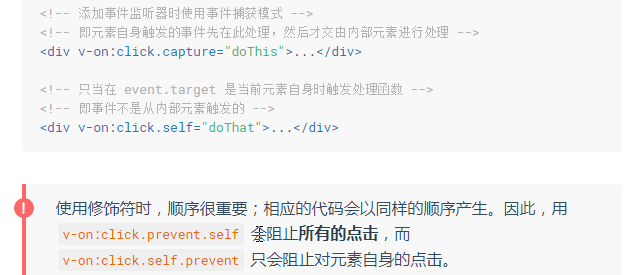 <!-- 添加事件监听器时使用事件捕获模式 -->
<!-- 即元素自身触发的事件先在此处理，然后才交由内部元素进行处理 -->
<div v-on:click.capture="doThis">...</div>
<!-- 只当在 event.target 是当前元素自身时触发处理函数 -->
<!-- 即事件不是从内部元素触发的 -->
<div v-on:click.self="doThat">...</div>
!
使用修饰符时，顺序很重要；相应的代码会以同样的顺序产生。因此，用
v-on:click.prevent.self 会阻止所有的点击，而
v-on:click.self.prevent 只会阻止对元素自身的点击。